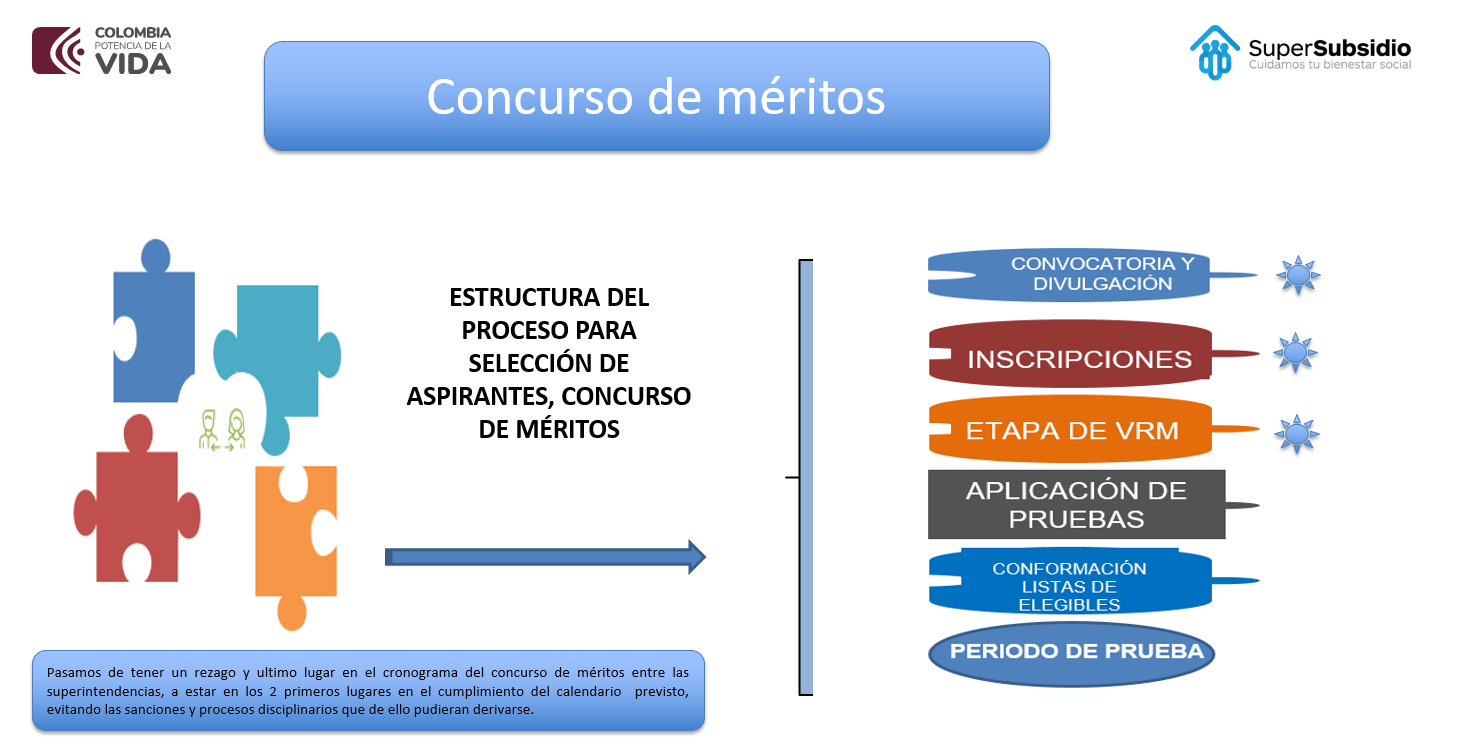 COLOMBIA
POTENCIA DE LA
VIDA
SuperSubsidio
Cuidamos tu bienestar social
Concurso de méritos
ESTRUCTURA DEL
PROCESO PARA
SELECCIÓN DE
ASPIRANTES, CONCURSO
DE MÉRITOS
CONVOCATORIA Y
DIVULGACIÓN
INSCRIPCIONES
ETAPA DE VRM
APLICACIÓN DE
PRUEBAS
CONFORMACIÓN
LISTAS DE
ELEGIBLES
PERIODO DE PRUEBA
Pasamos de tener un rezago y ultimo lugar en el cronograma del concurso de méritos entre las
superintendencias, a estar en los 2 primeros lugares en el cumplimiento del calendario previsto,
evitando las sanciones y procesos disciplinarios que de ello pudieran derivarse.